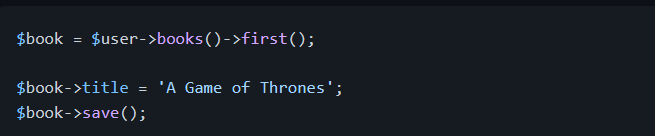 $book = $user->books()->first();
$book->title = 'A Game of Thrones';
$book->save();